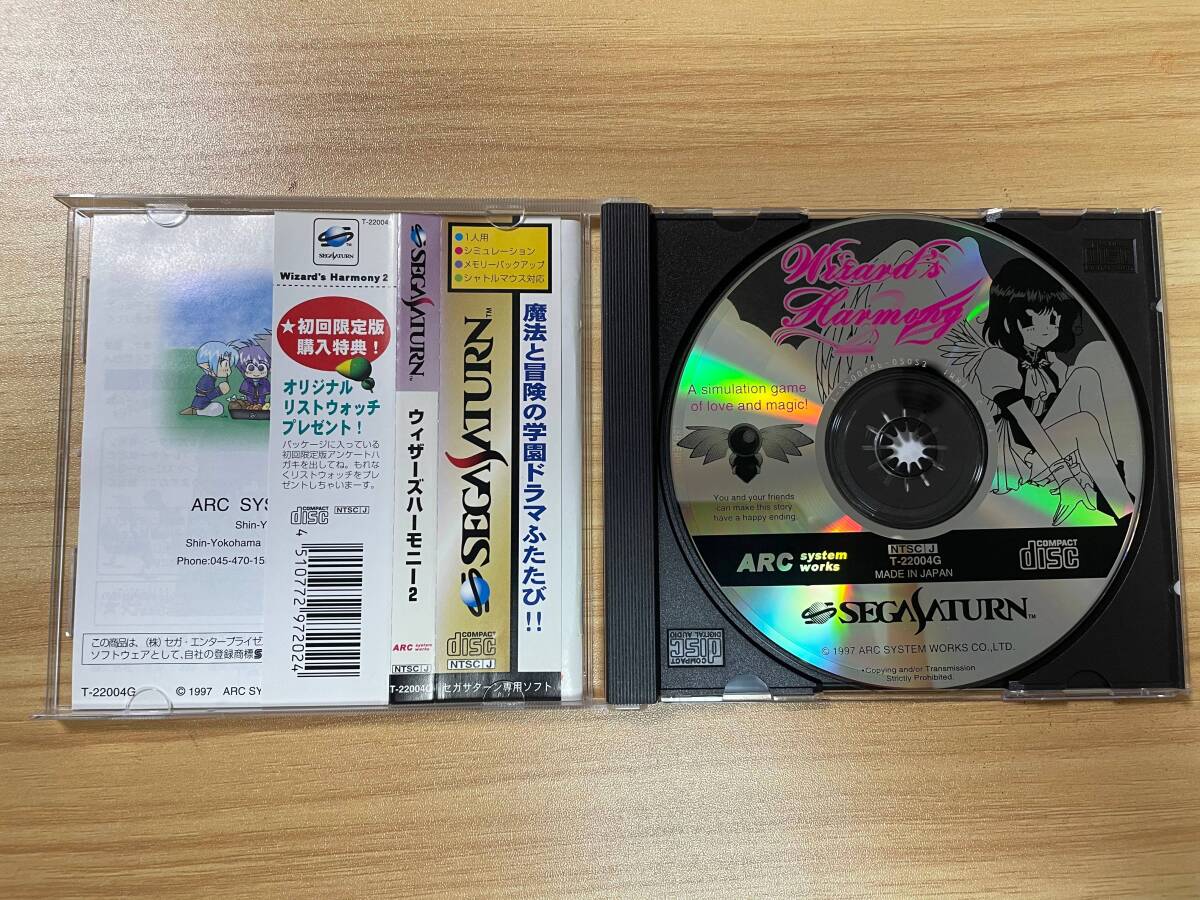 T-22004
SEGA SATURN
Wizard's Harmony 2
★初回限定版
購入特典！
オリジナル
リストウォッチ
プレゼント！
パッケージに入っている
初回限定版アンケートハ
ガキを出してね。もれな
くリストウォッチをプレ
ゼントしちゃいまーす。
COMPACT
disc
NTSC J
4 510772 972024
ARC SYS
Shin-Y
Shin-Yokohama
Phone:045-470-15
この商品は、(株)セガ・エンタープライゼ
ソフトウェアとして、自社の登録商標S
T-22004G
© 1997 ARC SY
SEGA SATURN™
ウィザーズハーモニー2
ARC system works
NTSC J
T-22004G
●1人用
●シミュレーション
●メモリーバックアップ
●シャトルマウス対応
SEGA SATURN™
COMPACT
disc
NTSC J
セガサターン専用ソフト
魔法と冒険の学園ドラマふたたび!!
Wizard's
Harmony
A simulation game
of love and magic!
You and your friends
can make this story
have a happy ending.
ARC system works
NTSC J
T-22004G
MADE IN JAPAN
COMPACT
disc
SEGA SATURN™
© 1997 ARC SYSTEM WORKS CO.,LTD.
•Copying and/or Transmission
Strictly Prohibited.
COMPACT
disc
DIGITAL AUDIO